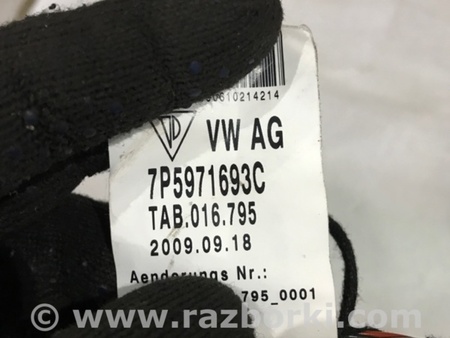 VW AG
7P5971693C
TAB.016.795
2009.09.18
Aenderungs Nr.:
795_0001
© www.razborki.com